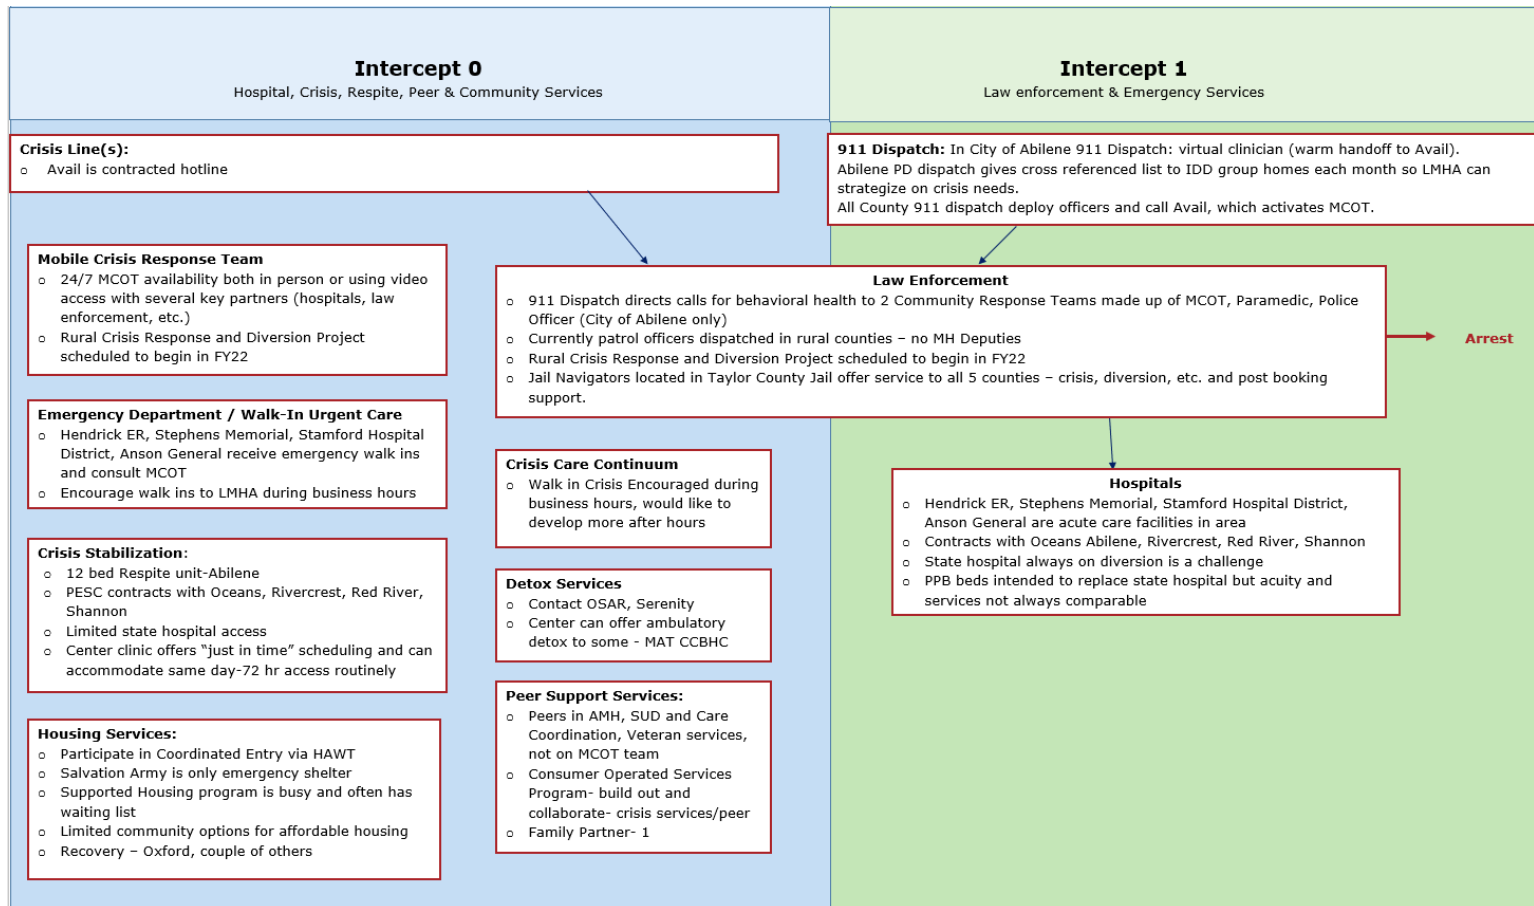 Intercept 0
Hospital, Crisis, Respite, Peer & Community Services
Intercept 1
Law enforcement & Emergency Services
Crisis Line(s):
o Avail is contracted hotline
911 Dispatch: In City of Abilene 911 Dispatch: virtual clinician (warm handoff to Avail).
Abilene PD dispatch gives cross referenced list to IDD group homes each month so LMHA can
strategize on crisis needs.
All County 911 dispatch deploy officers and call Avail, which activates MCOT.
Mobile Crisis Response Team
o 24/7 MCOT availability both in person or using video
access with several key partners (hospitals, law
enforcement, etc.)
o Rural Crisis Response and Diversion Project
scheduled to begin in FY22
Law Enforcement
o 911 Dispatch directs calls for behavioral health to 2 Community Response Teams made up of MCOT, Paramedic, Police
Officer (City of Abilene only)
o Currently patrol officers dispatched in rural counties – no MH Deputies
o Rural Crisis Response and Diversion Project scheduled to begin in FY22
o Jail Navigators located in Taylor County Jail offer service to all 5 counties – crisis, diversion, etc. and post booking
support.
Arrest
Emergency Department / Walk-In Urgent Care
o Hendrick ER, Stephens Memorial, Stamford Hospital
District, Anson General receive emergency walk ins
and consult MCOT
o Encourage walk ins to LMHA during business hours
Crisis Care Continuum
o Walk in Crisis Encouraged during
business hours, would like to
develop more after hours
Hospitals
o Hendrick ER, Stephens Memorial, Stamford Hospital District,
Anson General are acute care facilities in area
o Contracts with Oceans Abilene, Rivercrest, Red River, Shannon
o State hospital always on diversion is a challenge
o PPB beds intended to replace state hospital but acuity and
services not always comparable
Crisis Stabilization:
o 12 bed Respite unit-Abilene
o PESC contracts with Oceans, Rivercrest, Red River,
Shannon
o Limited state hospital access
o Center clinic offers “just in time” scheduling and can
accommodate same day-72 hr access routinely
Detox Services
o Contact OSAR, Serenity
o Center can offer ambulatory
detox to some - MAT CCBHC
Peer Support Services:
o Peers in AMH, SUD and Care
Coordination, Veteran services,
not on MCOT team
o Consumer Operated Services
Program- build out and
collaborate- crisis services/peer
o Family Partner- 1
Housing Services:
o Participate in Coordinated Entry via HAWT
o Salvation Army is only emergency shelter
o Supported Housing program is busy and often has
waiting list
o Limited community options for affordable housing
o Recovery – Oxford, couple of others